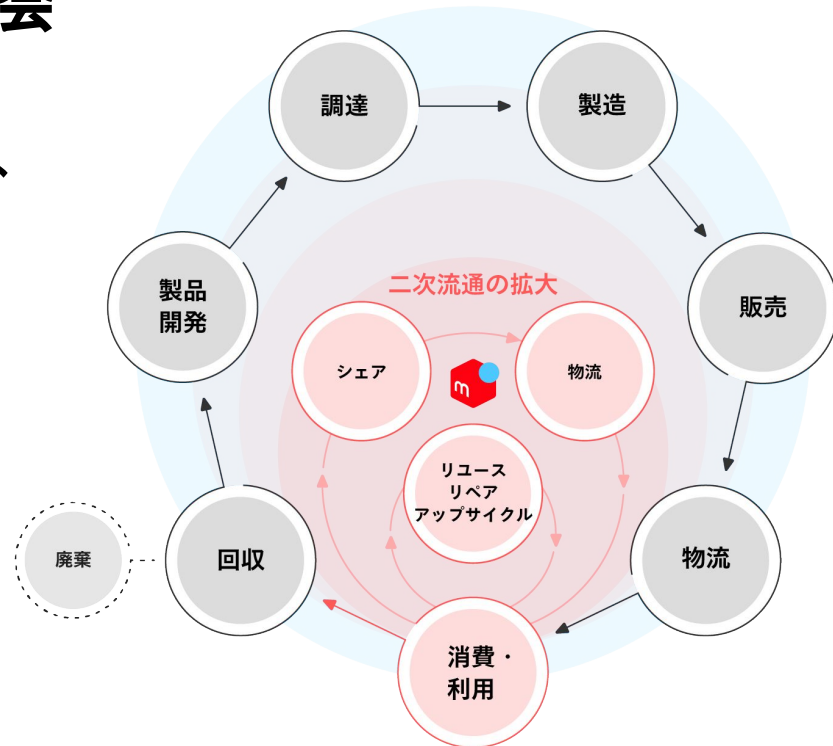 会
、
調達
製造
製品
開発
販売
二次流通の拡大
シェア
物流
m
リユース
リペア
アップサイクル
廃棄
回収
物流
消費・
利用